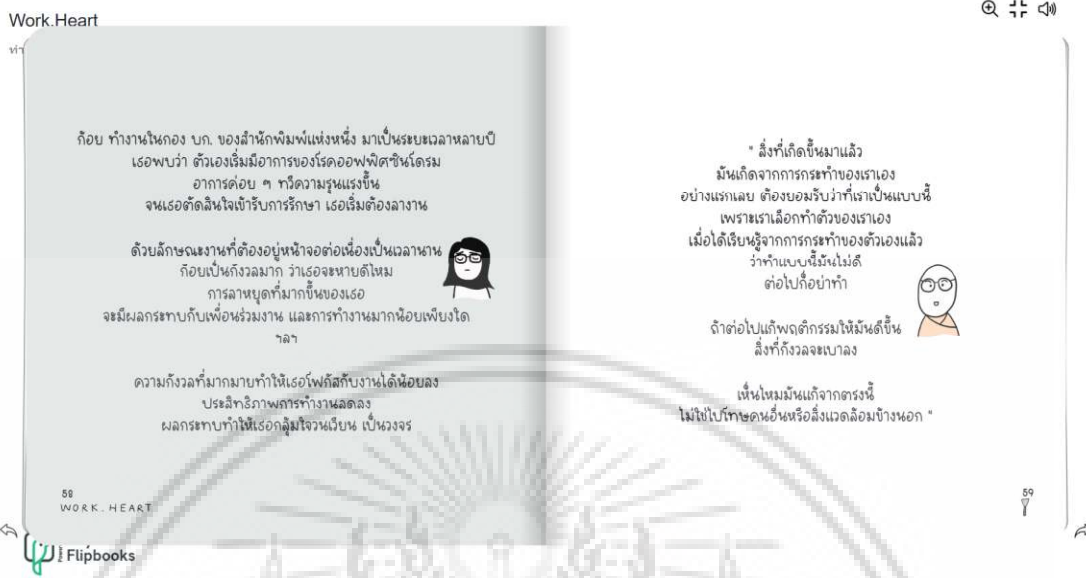 Work.Heart
ท่า
ก้อย ทำงานในกอง บก. ของสำนักพิมพ์แห่งหนึ่ง มาเป็นระยะเวลาหลายปี
เธอพบว่า ตัวเองเริ่มมีอาการของโรคออฟฟิศซินโดรม
อาการค่อย ๆ ทวีความรุนแรงขึ้น
จนเธอตัดสินใจเข้ารับการรักษา เธอเริ่มต้องลางาน
ด้วยลักษณะงานที่ต้องอยู่หน้าจอต่อเนื่องเป็นเวลานาน
ก้อยเป็นกังวลมาก ว่าเธอจะหายดีไหม
การลาหยุดที่มากขึ้นของเธอ
จะมีผลกระทบกับเพื่อนร่วมงาน และการทำงานมากน้อยเพียงใด
ฯลฯ
ความกังวลที่มากมายทำให้เธอโฟกัสกับงานได้น้อยลง
ประสิทธิภาพการทำงานลดลง
ผลกระทบทำให้เธอกลุ้มใจวนเวียน เป็นวงจร
58
WORK. HEART
" สิ่งที่เกิดขึ้นมาแล้ว
มันเกิดจากการกระทำของเราเอง
อย่างแรกเลย ต้องยอมรับว่าที่เราเป็นแบบนี้
เพราะเราเลือกทำตัวของเราเอง
เมื่อได้เรียนรู้จากการกระทำของตัวเองแล้ว
ว่าทำแบบนี้มันไม่ดี
ต่อไปก็อย่าทำ
ถ้าต่อไปแก้พฤติกรรมให้มันดีขึ้น
สิ่งที่กังวลจะเบาลง
เห็นไหมมันแก้จากตรงนี้
ไม่ใช่ไปโทษคนอื่นหรือสิ่งแวดล้อมข้างนอก "
59
Flipbooks